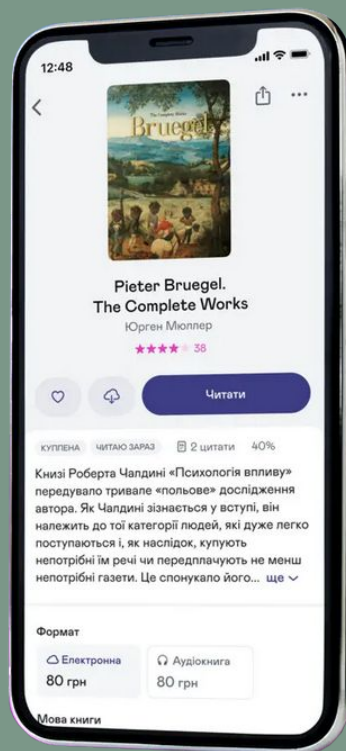 12:48
The Complete Works
Bruegel
Pieter Bruegel.
The Complete Works
Юрген Мюллер
38
Читати
КУПЛЕНА
ЧИТАЮ ЗАРАЗ
2 цитати
40%
Книзі Роберта Чалдині «Психологія впливу»
передувало тривале «польове» дослідження
автора. Як Чалдині зізнається у вступі, він
належить до тої категорії людей, які дуже легко
поступаються і, як наслідок, купують
непотрібні їм речі чи передплачують не менш
непотрібні газети. Це спонукало його... ще
Формат
Електронна
80 грн
Аудіокнига
80 грн
Мова книги